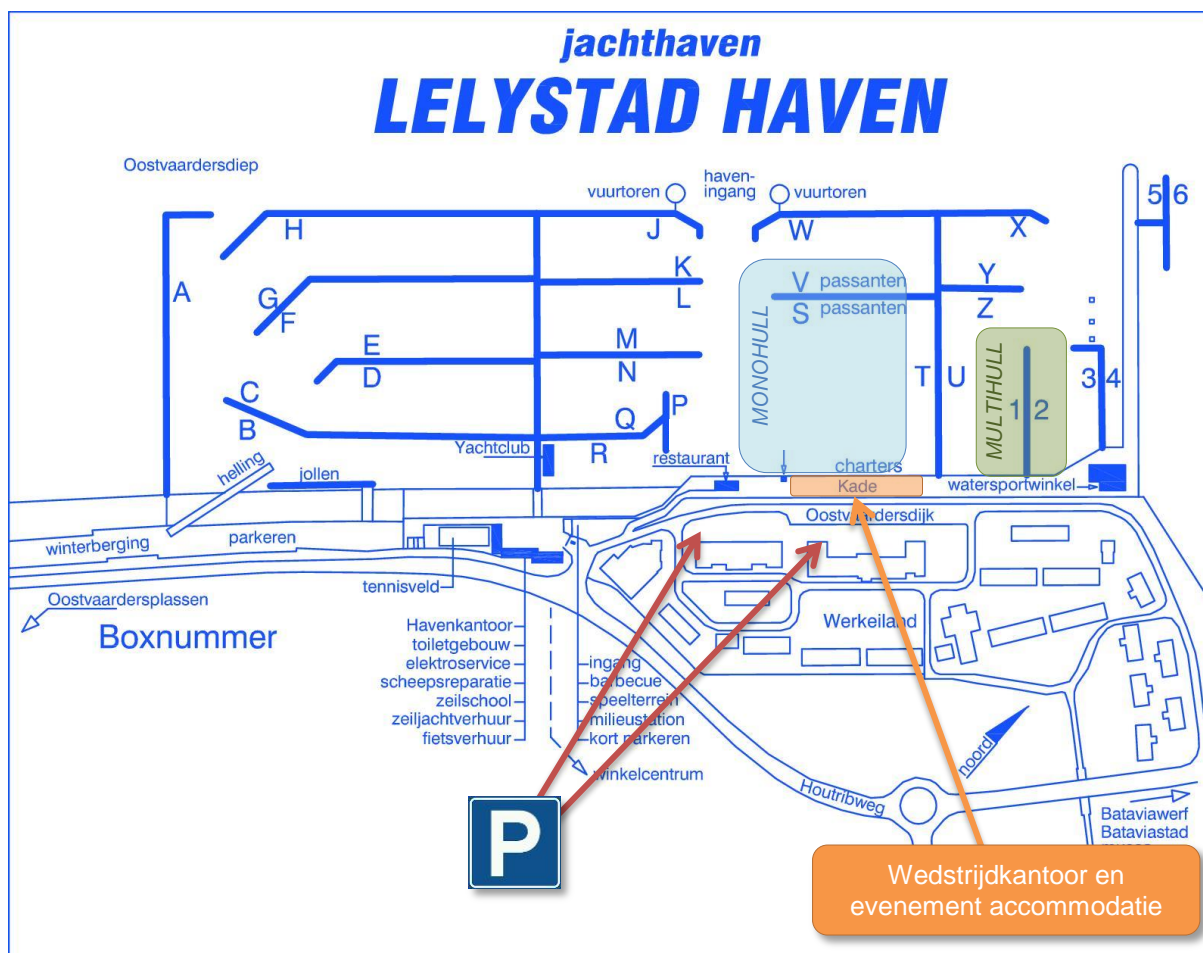 jachthaven
LELYSTAD HAVEN
Oostvaardersdiep
vuurtoren
haven-
ingang
vuurtoren
5 6
H
J
W
X
A
K
L
V passanten
S passanten
Y
Z
G
F
E
D
M
N
MONOHULL
T U
MULTIHULL
1 2
3 4
C
B
Q
P
R
Yachtclub
restaurant
charters
Kade
watersportwinkel
helling
jollen
Oostvaardersdijk
winterberging
parkeren
tennisveld
Oostvaardersplassen
Boxnummer
Werkeiland
Havenkantoor
toiletgebouw
elektroservice
scheepsreparatie
zeilschool
zeiljachtverhuur
fietsverhuur
ingang
barbecue
speelterrein
milieustation
kort parkeren
winkelcentrum
noord
Houtribweg
Bataviawerf
Bataviastad
P
Wedstrijdkantoor en
evenement accommodatie